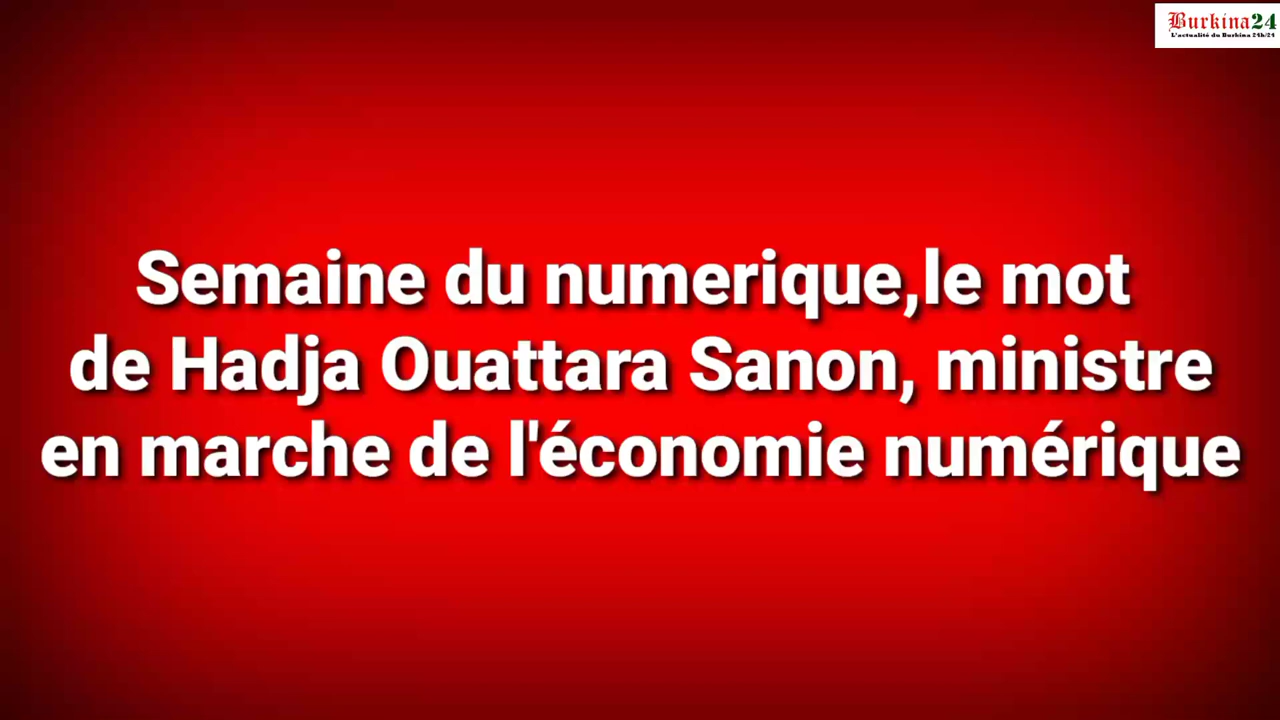 Burkina24
L'actualité du Burkina 24h/24
Semaine du numerique,le mot
de Hadja Ouattara Sanon, ministre
en marche de l'économie numérique